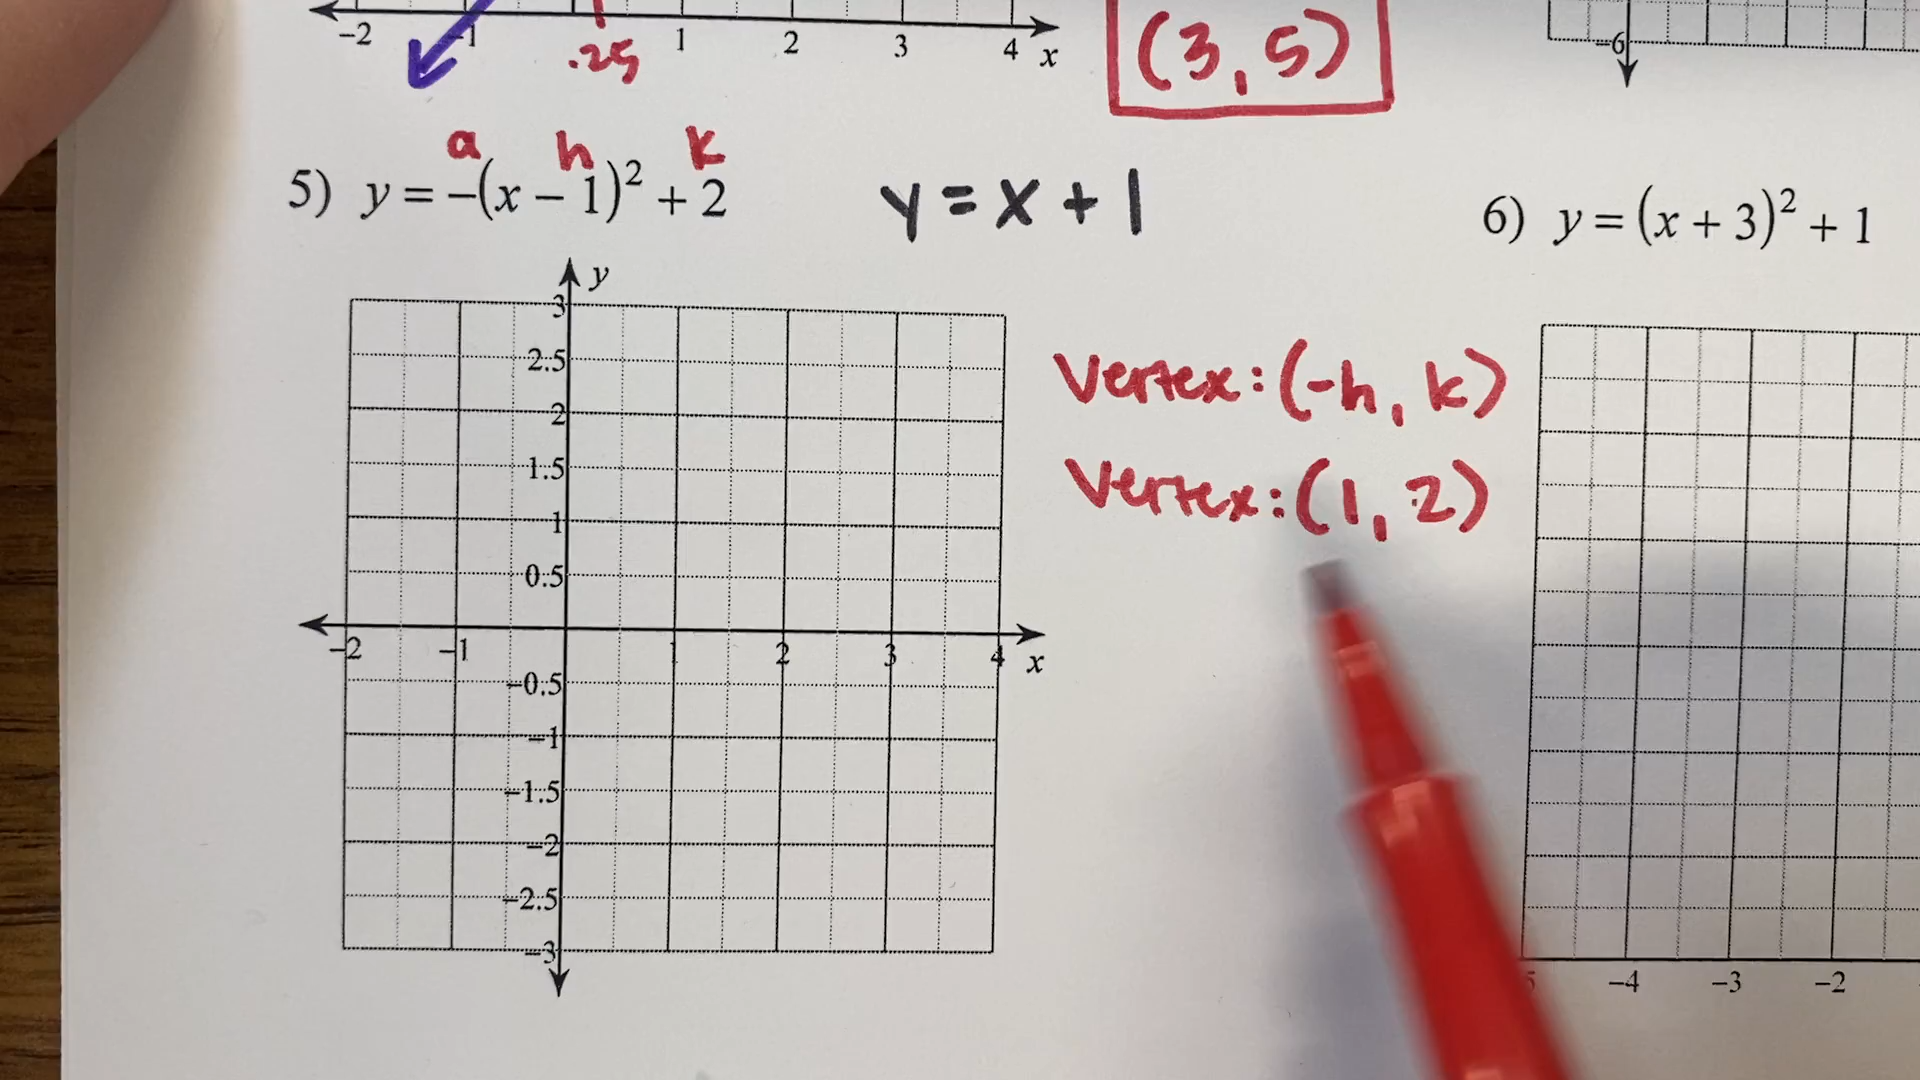 -2 -1 1 2 3 4 x
.25
(3, 5)
-6
a h k
5) y = -(x - 1)² + 2
y = x + 1
6) y = (x + 3)² + 1
y
3
2.5
2
1.5
1
0.5
-2 -1 1 2 3 4 x
-0.5
-1
-1.5
-2
-2.5
-3
Vertex: (-h, k)
Vertex: (1, 2)
-4 -3 -2